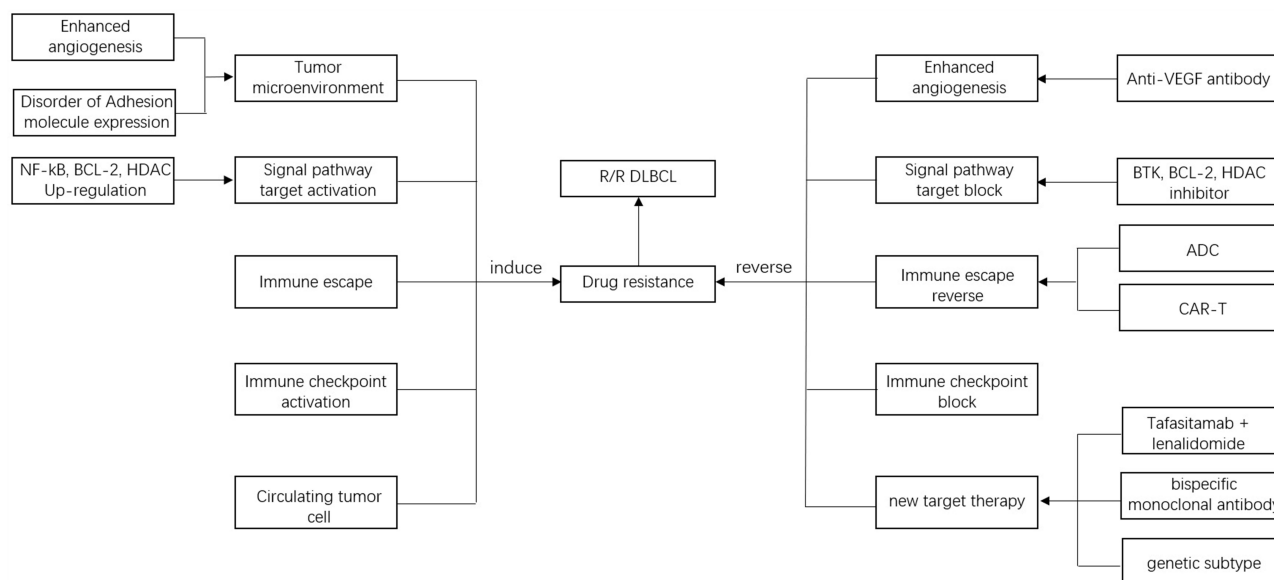 Enhanced
angiogenesis
Disorder of Adhesion
molecule expression
NF-kB, BCL-2, HDAC
Up-regulation
Tumor
microenvironment
Signal pathway
target activation
Immune escape
Immune checkpoint
activation
Circulating tumor
cell
induce
R/R DLBCL
Drug resistance
reverse
Enhanced
angiogenesis
Signal pathway
target block
Immune escape
reverse
Immune checkpoint
block
new target therapy
Anti-VEGF antibody
BTK, BCL-2, HDAC
inhibitor
ADC
CAR-T
Tafasitamab +
lenalidomide
bispecific
monoclonal antibody
genetic subtype